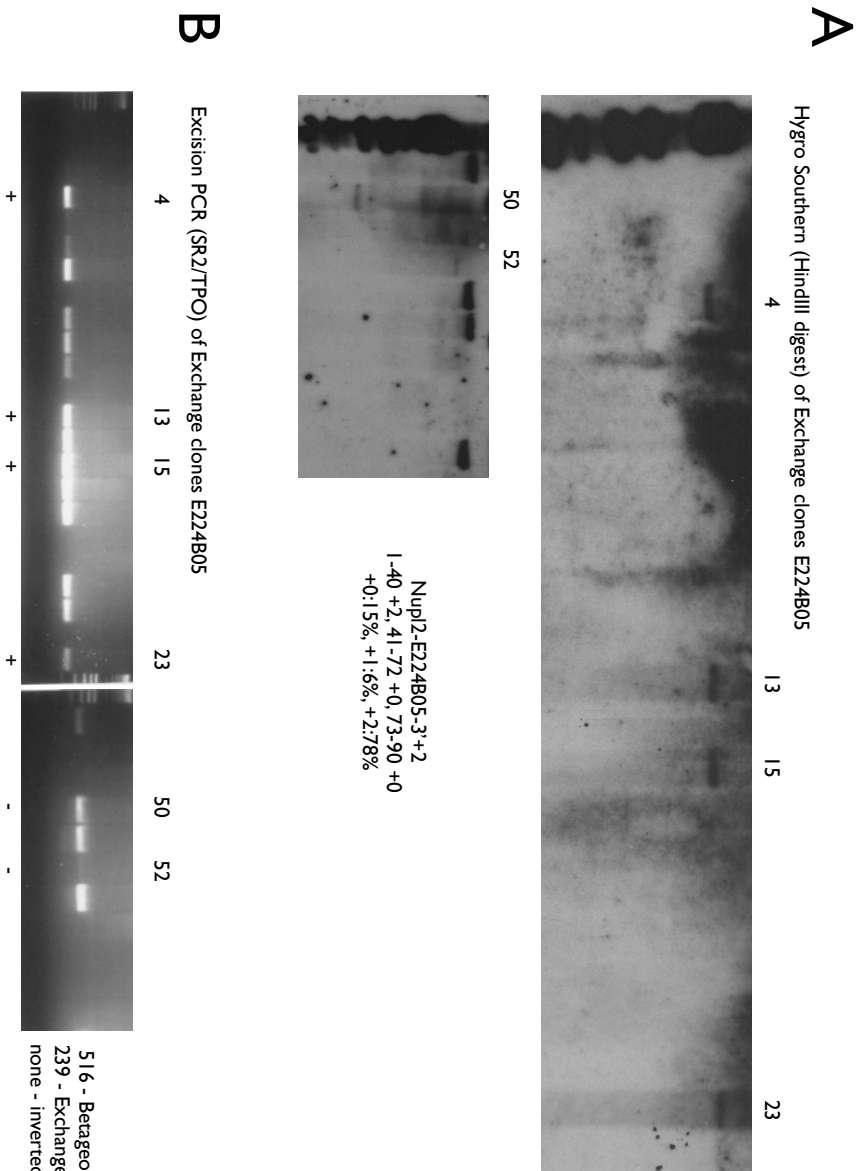 A
Hygro Southern (HindIII digest) of Exchange clones E224B05
4 13 15 23
50 52
Nupl2-E224B05-3'+2
1-40 +2, 41-72 +0, 73-90 +0
+0:15%, +1:6%, +2:78%
B
Excision PCR (SR2/TPO) of Exchange clones E224B05
4 13 15 23 50 52
+ + + + - -
516 - Betageo
239 - Exchange
none - inverted